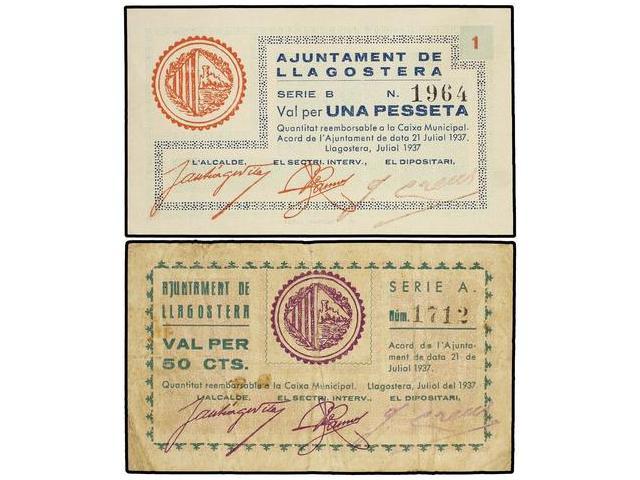 1
AJUNTAMENT DE
LLAGOSTERA
SERIE B N. 1964
Val per UNA PESSETA
Quantitat reemborsable a la Caixa Municipal.
Acord de l'Ajuntament de data 21 Juliol 1937.
Llagostera, Juliol 1937
L'ALCALDE, EL SECTRI. INTERV., EL DIPOSITARI,
AJUNTAMENT DE
LLAGOSTERA
VAL PER
50 CTS.
SERIE A.
Núm. 1712
Acord de l'Ajunta-
ment de data 21 de
Juliol 1937.
Quantitat reemborsable a la Caixa Municipal. Llagostera, Juliol del 1937
L'ALCALDE, EL SECTRI. INTERV., EL DIPOSITARI,